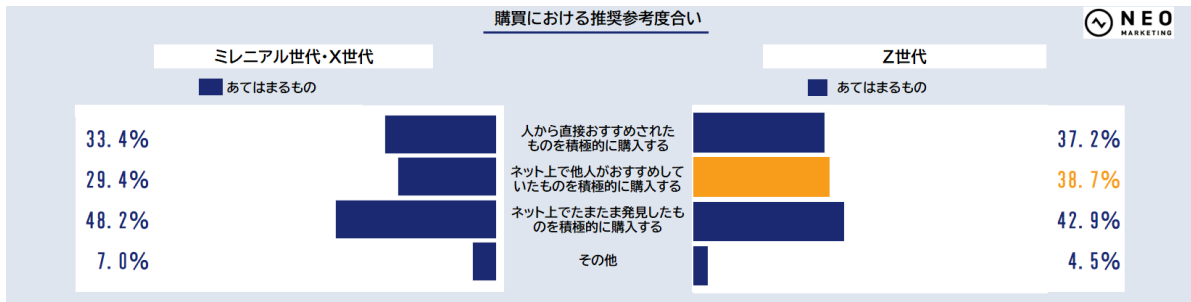 購買における推奨参考度合い
NEO
MARKETING
ミレニアル世代・X世代
Z世代
あてはまるもの
あてはまるもの
33.4%
人から直接おすすめされた
ものを積極的に購入する
37.2%
29.4%
ネット上で他人がおすすめして
いたものを積極的に購入する
38.7%
48.2%
ネット上でたまたま発見したも
のを積極的に購入する
42.9%
7.0%
その他
4.5%